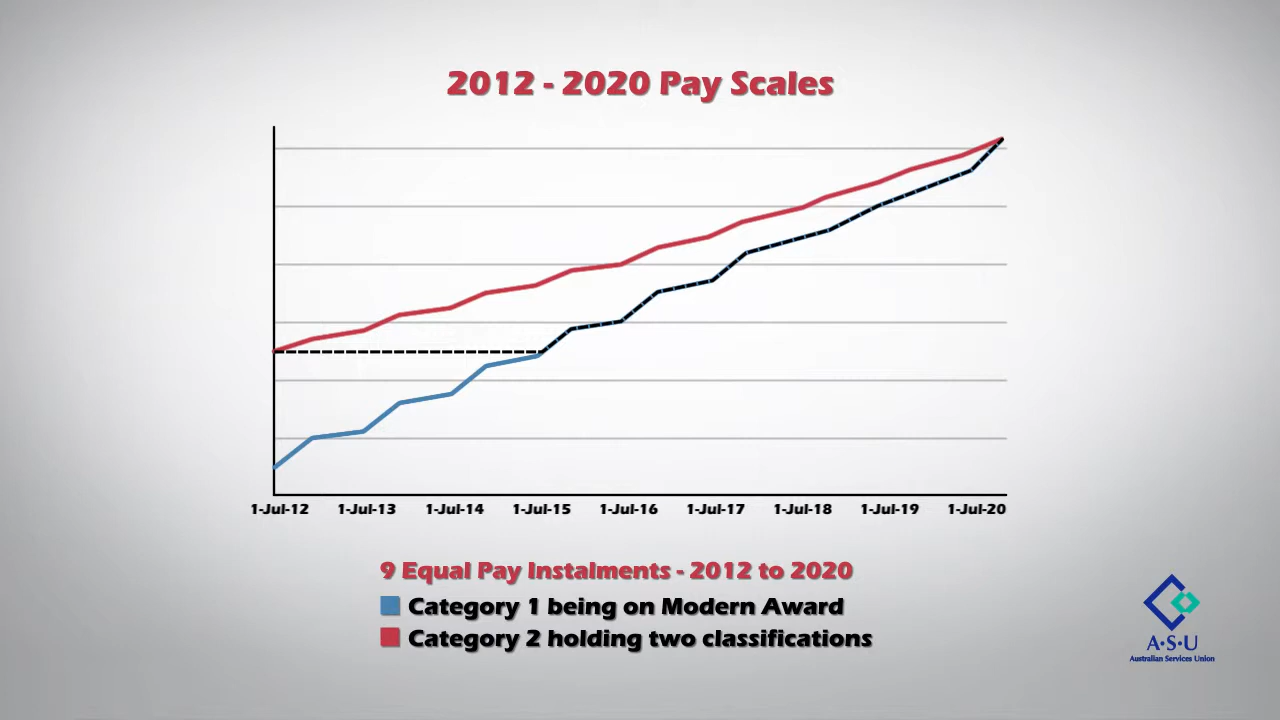 2012 - 2020 Pay Scales
1-Jul-12 1-Jul-13 1-Jul-14 1-Jul-15 1-Jul-16 1-Jul-17 1-Jul-18 1-Jul-19 1-Jul-20
9 Equal Pay Instalments - 2012 to 2020
Category 1 being on Modern Award
Category 2 holding two classifications
A·S·U
Australian Services Union